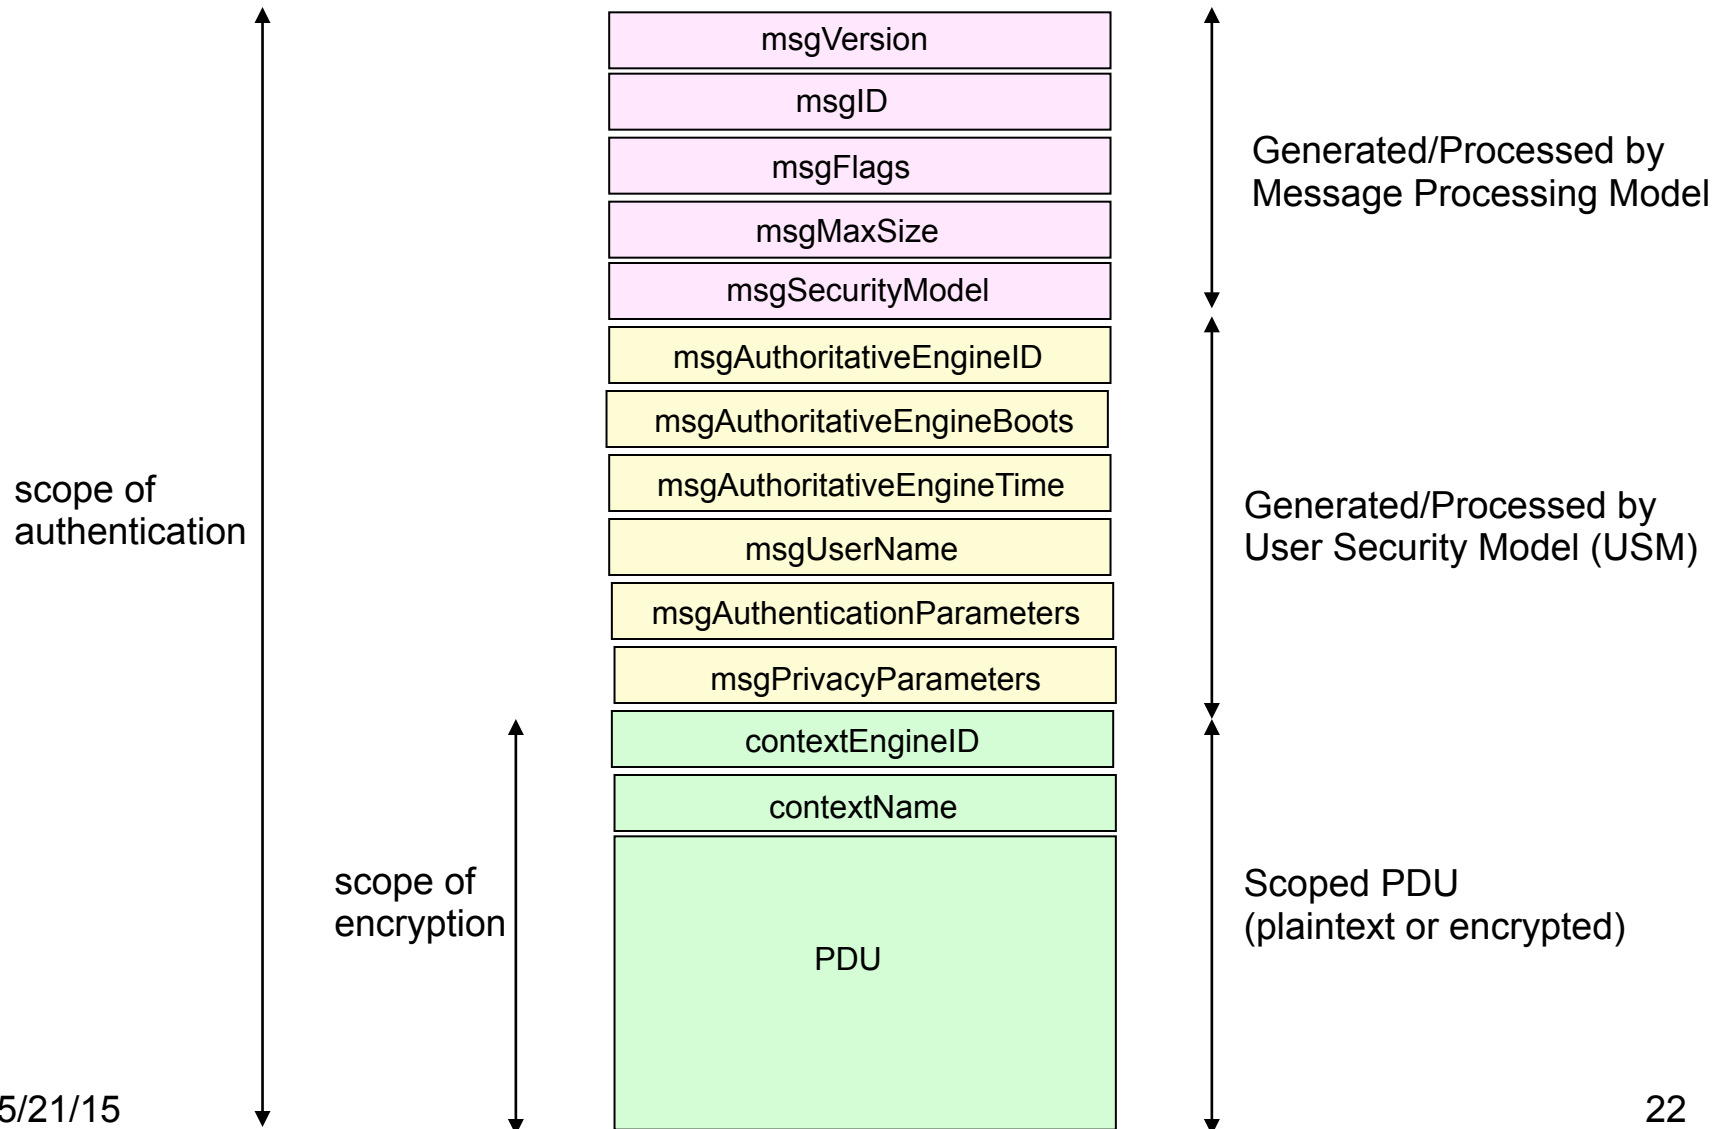 msgVersion
msgID
msgFlags
msgMaxSize
msgSecurityModel
Generated/Processed by
Message Processing Model
msgAuthoritativeEngineID
msgAuthoritativeEngineBoots
msgAuthoritativeEngineTime
msgUserName
msgAuthenticationParameters
msgPrivacyParameters
scope of
authentication
Generated/Processed by
User Security Model (USM)
contextEngineID
contextName
PDU
scope of
encryption
Scoped PDU
(plaintext or encrypted)
5/21/15
22